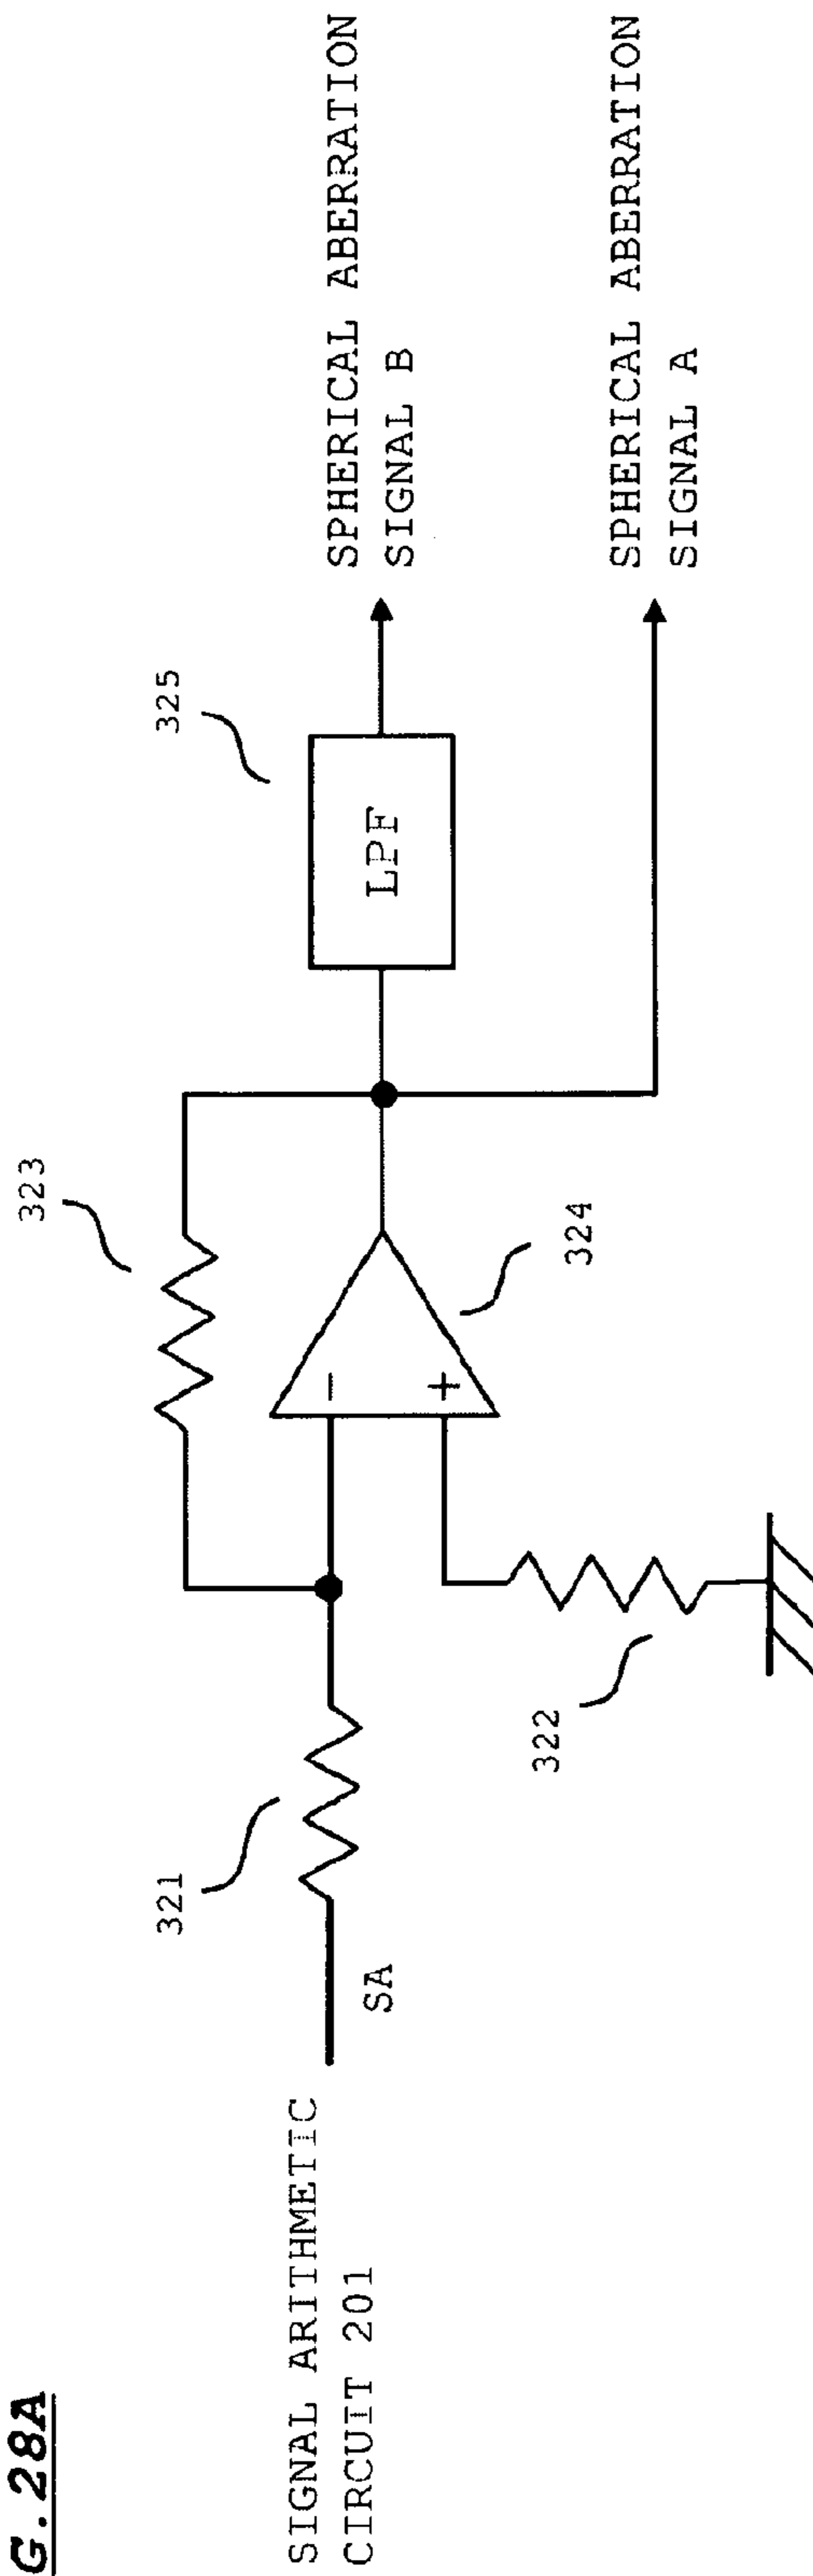 G. 28A
SIGNAL ARITHMETIC
CIRCUIT 201
SA
321
322
323
-
+
324
LPF
325
SPHERICAL ABERRATION
SIGNAL B
SPHERICAL ABERRATION
SIGNAL A